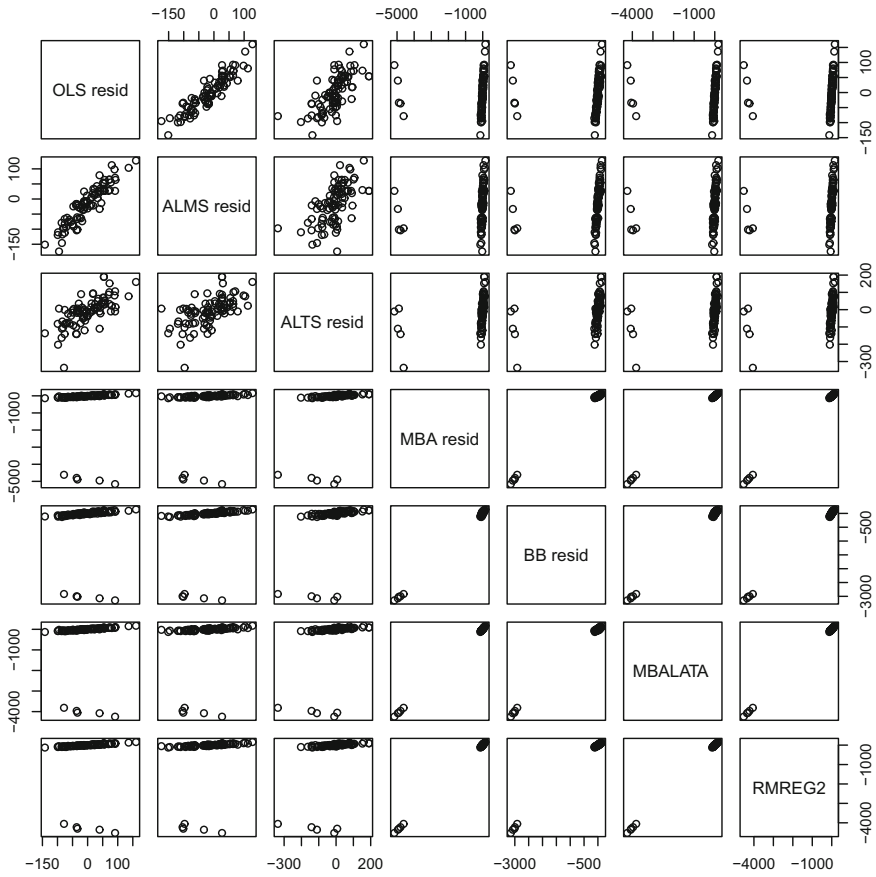 −150 0 100 −5000 −1000 −4000 −1000
OLS resid
−150 0 100
−150 0 100
ALMS resid
ALTS resid
−300 0 200
−5000 −1000
MBA resid
BB resid
−3000 −500
−4000 −1000
MBALATA
RMREG2
−4000 −1000
−150 0 100 −300 0 200 −3000 −500 −4000 −1000